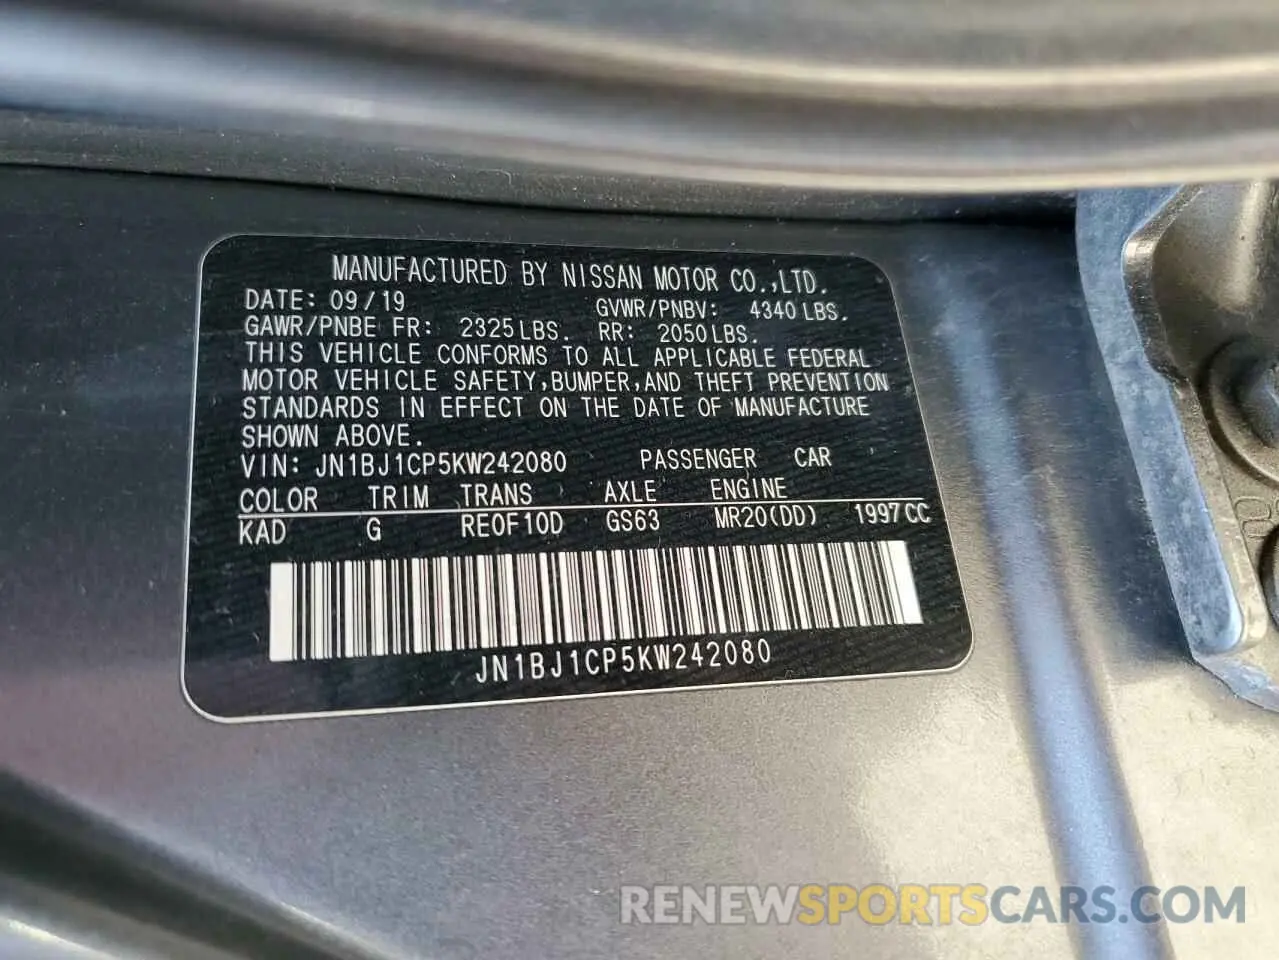 MANUFACTURED BY NISSAN MOTOR CO.,LTD.
DATE: 09/19 GVWR/PNBV: 4340 LBS.
GAWR/PNBE FR: 2325 LBS. RR: 2050 LBS.
THIS VEHICLE CONFORMS TO ALL APPLICABLE FEDERAL
MOTOR VEHICLE SAFETY,BUMPER,AND THEFT PREVENTION
STANDARDS IN EFFECT ON THE DATE OF MANUFACTURE
SHOWN ABOVE.
VIN: JN1BJ1CP5KW242080 PASSENGER CAR
COLOR TRIM TRANS AXLE ENGINE
KAD G RE0F10D GS63 MR20(DD) 1997 CC
JN1BJ1CP5KW242080
RENEWSPORTSCARS.COM